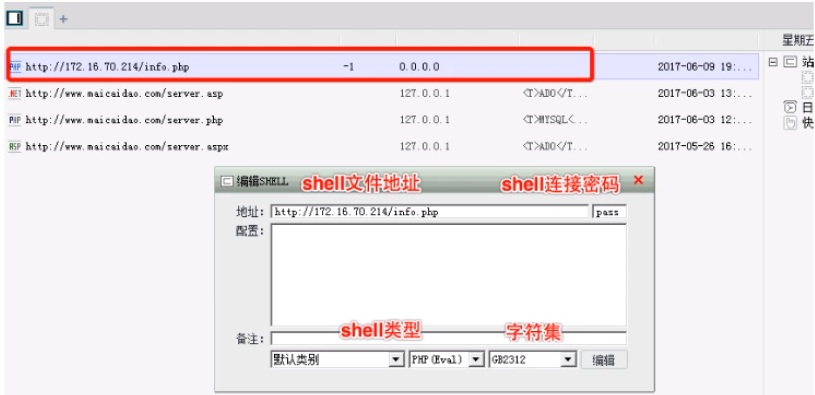 星期五
PHP http://172.16.70.214/info.php -1 0.0.0.0 2017-06-09 19:...
.NET http://www.maicaidao.com/server.asp 127.0.0.1 <T>ADO</T... 2017-06-03 13:...
PHP http://www.maicaidao.com/server.php 127.0.0.1 <T>MYSQL<... 2017-06-03 12:...
ASP http://www.maicaidao.com/server.aspx 127.0.0.1 <T>ADO</T... 2017-05-26 16:...
站
日
快
编辑SHELL shell文件地址 shell连接密码
地址: http://172.16.70.214/info.php pass
配置:
shell类型 字符集
备注:
默认类别 PHP(Eval) GB2312 编辑